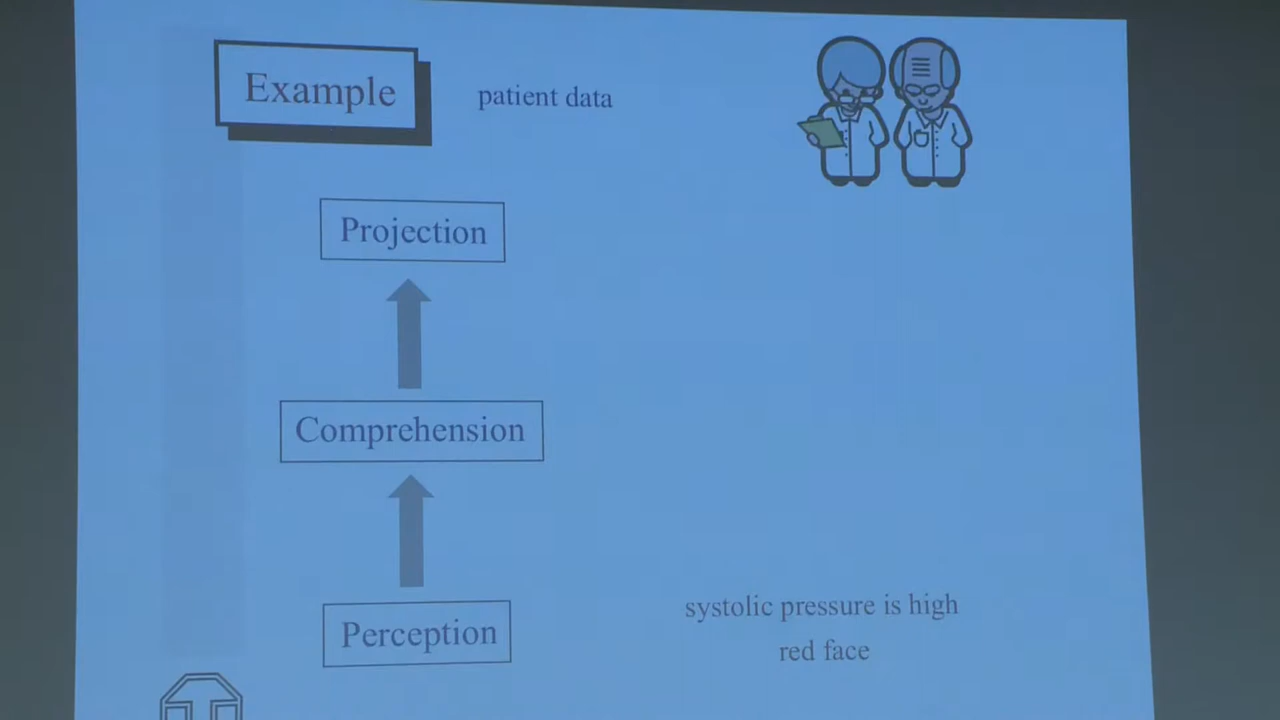 Example
patient data
Projection
Comprehension
Perception
systolic pressure is high
red face